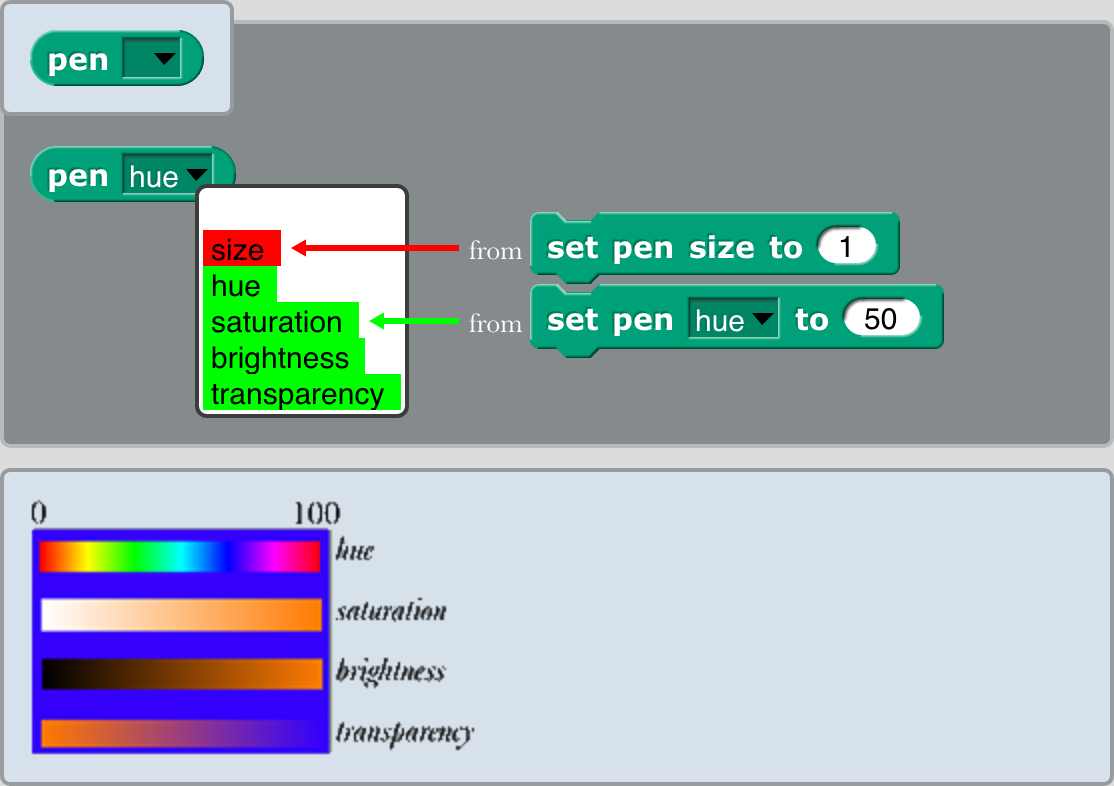 pen
pen hue
size
hue
saturation
brightness
transparency
from set pen size to 1
from set pen hue to 50
0 100
hue
saturation
brightness
transparency